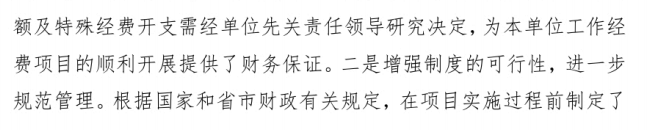 额及特殊经费开支需经单位先关责任领导研究决定，为本单位工作经
费项目的顺利开展提供了财务保证。二是增强制度的可行性，进一步
规范管理。根据国家和省市财政有关规定，在项目实施过程前制定了